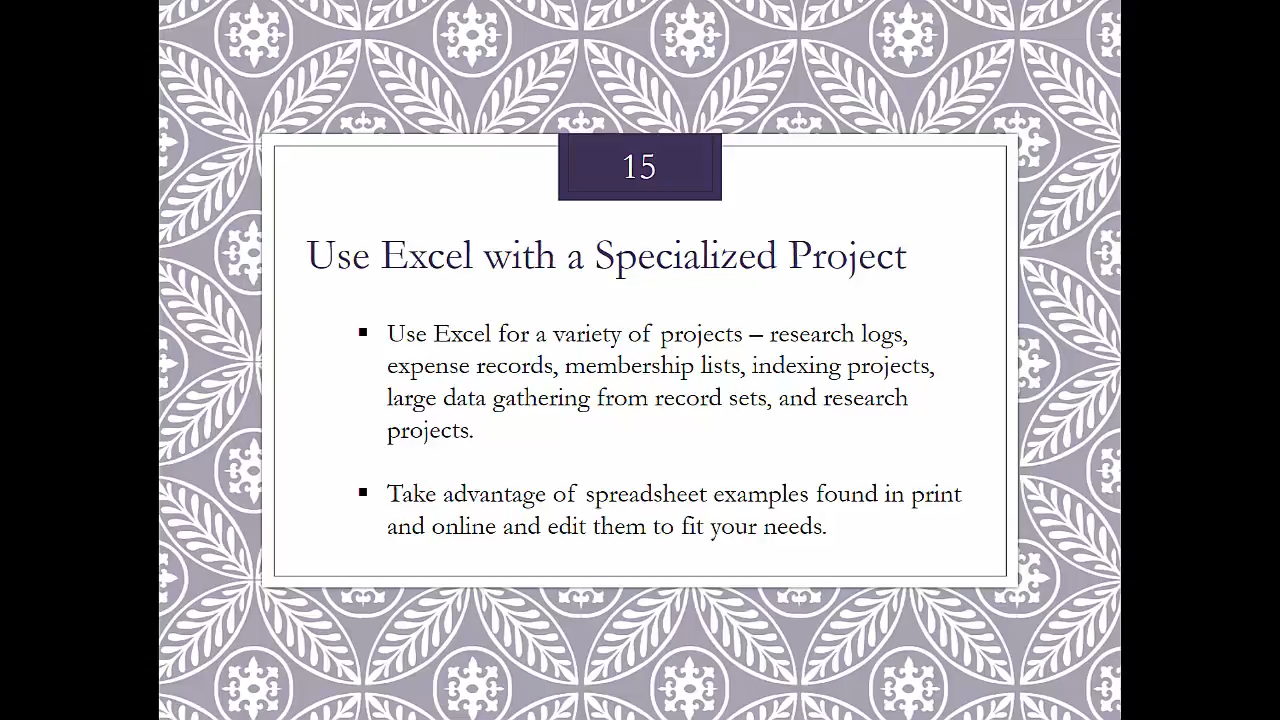 15
Use Excel with a Specialized Project
▪ Use Excel for a variety of projects – research logs,
expense records, membership lists, indexing projects,
large data gathering from record sets, and research
projects.
▪ Take advantage of spreadsheet examples found in print
and online and edit them to fit your needs.